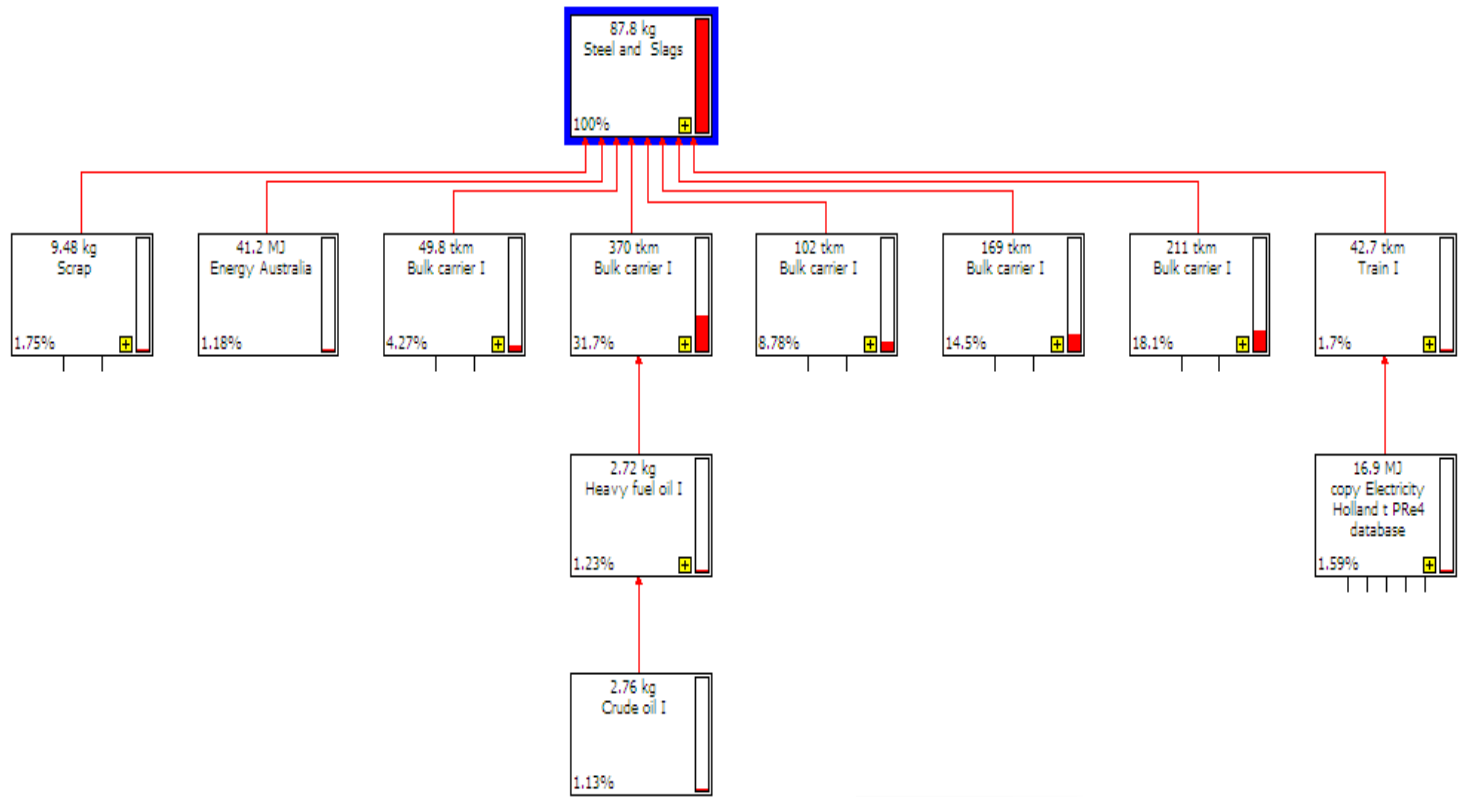 87.8 kg
Steel and Slags
100%
9.48 kg
Scrap
1.75%
41.2 MJ
Energy Australia
1.18%
49.8 tkm
Bulk carrier I
4.27%
370 tkm
Bulk carrier I
31.7%
102 tkm
Bulk carrier I
8.78%
169 tkm
Bulk carrier I
14.5%
211 tkm
Bulk carrier I
18.1%
42.7 tkm
Train I
1.7%
2.72 kg
Heavy fuel oil I
1.23%
16.9 MJ
copy Electricity
Holland t PRe4
database
1.59%
2.76 kg
Crude oil I
1.13%